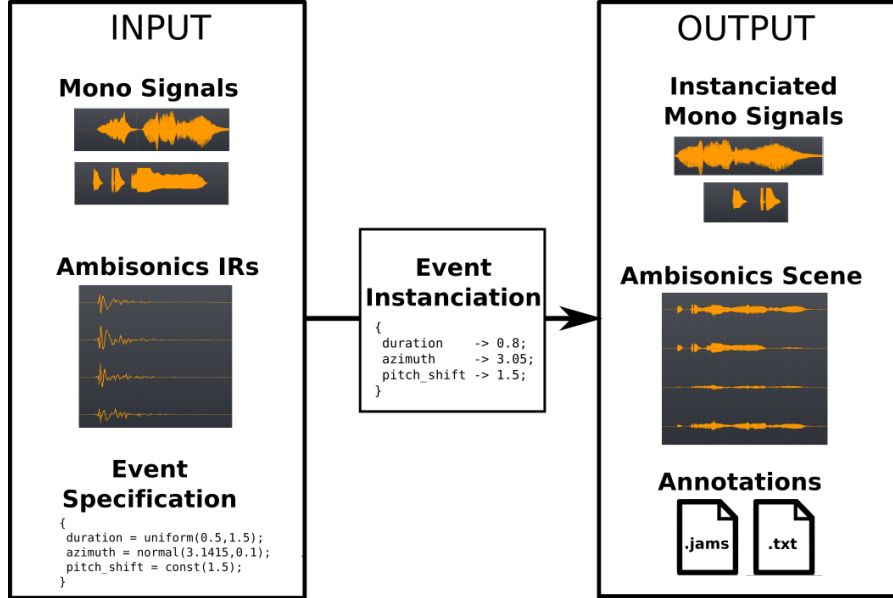 INPUT
Mono Signals
Ambisonics IRs
Event
Specification
{
duration = uniform(0.5,1.5);
azimuth = normal(3.1415,0.1);
pitch_shift = const(1.5);
}
Event
Instanciation
{
duration -> 0.8;
azimuth -> 3.05;
pitch_shift -> 1.5;
}
OUTPUT
Instanciated
Mono Signals
Ambisonics Scene
Annotations
.jams
.txt